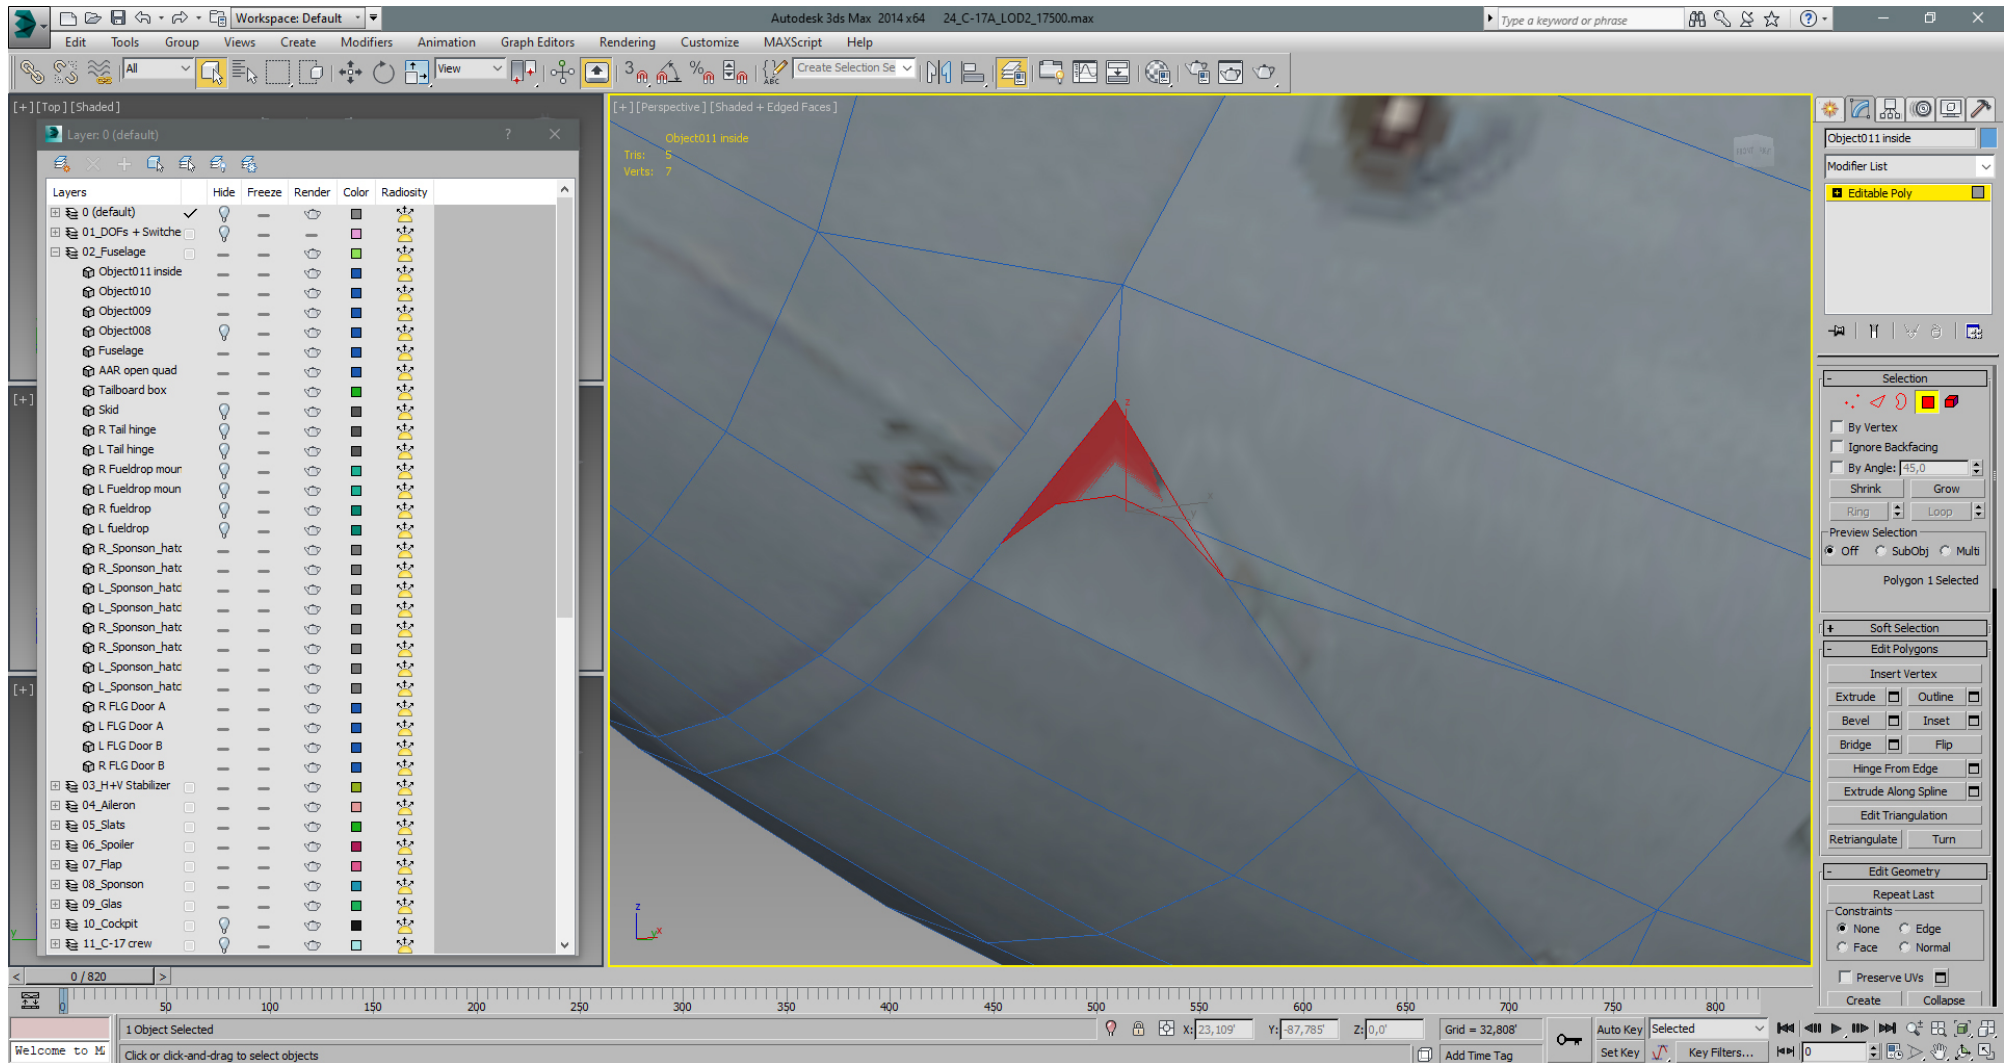 Workspace: Default
Autodesk 3ds Max 2014 x64 24_C-17A_LOD2_17500.max
Type a keyword or phrase
Edit Tools Group Views Create Modifiers Animation Graph Editors Rendering Customize MAXScript Help
All
View
3
%
ABC
Create Selection Se
[+][Top][Shaded]
Layer: 0 (default)
?
Layers Hide Freeze Render Color Radiosity
0 (default)
01_DOFs + Switche
02_Fuselage
Object011 inside
Object010
Object009
Object008
Fuselage
AAR open quad
Tailboard box
Skid
R Tail hinge
L Tail hinge
R Fueldrop moun
L Fueldrop moun
R fueldrop
L fueldrop
R_Sponson_hatc
R_Sponson_hatc
L_Sponson_hatc
L_Sponson_hatc
R_Sponson_hatc
R_Sponson_hatc
L_Sponson_hatc
L_Sponson_hatc
R FLG Door A
L FLG Door A
L FLG Door B
R FLG Door B
03_H+V Stabilizer
04_Aileron
05_Slats
06_Spoiler
07_Flap
08_Sponson
09_Glas
10_Cockpit
11_C-17 crew
[+]
[+]
y
[+][Perspective][Shaded + Edged Faces]
Object011 inside
Tris: 5
Verts: 7
z
x
y
z
y x
Object011 inside
Modifier List
Editable Poly
- Selection
By Vertex
Ignore Backfacing
By Angle: 45,0
Shrink Grow
Ring Loop
Preview Selection
Off SubObj Multi
Polygon 1 Selected
+ Soft Selection
- Edit Polygons
Insert Vertex
Extrude Outline
Bevel Inset
Bridge Flip
Hinge From Edge
Extrude Along Spline
Edit Triangulation
Retriangulate Turn
- Edit Geometry
Repeat Last
Constraints
None Edge
Face Normal
Preserve UVs
Create Collapse
< 0 / 820 >
0 50 100 150 200 250 300 350 400 450 500 550 600 650 700 750 800
1 Object Selected
X: 23,109' Y: -87,785' Z: 0,0' Grid = 32,808'
Auto Key Selected
Welcome to M
Click or click-and-drag to select objects
Add Time Tag
Set Key Key Filters... 0